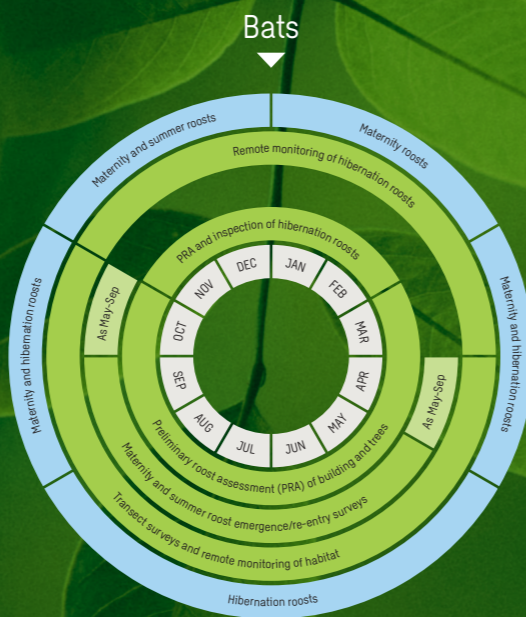 Bats
Maternity and summer roosts
Maternity roosts
Maternity and hibernation roosts
Maternity and hibernation roosts
Hibernation roosts
Remote monitoring of hibernation roosts
Transect surveys and remote monitoring of habitat
As May-Sep
As May-Sep
Maternity and summer roost emergence/re-entry surveys
PRA and inspection of hibernation roosts
Preliminary roost assessment (PRA) of building and trees
JAN
FEB
MAR
APR
MAY
JUN
JUL
AUG
SEP
OCT
NOV
DEC